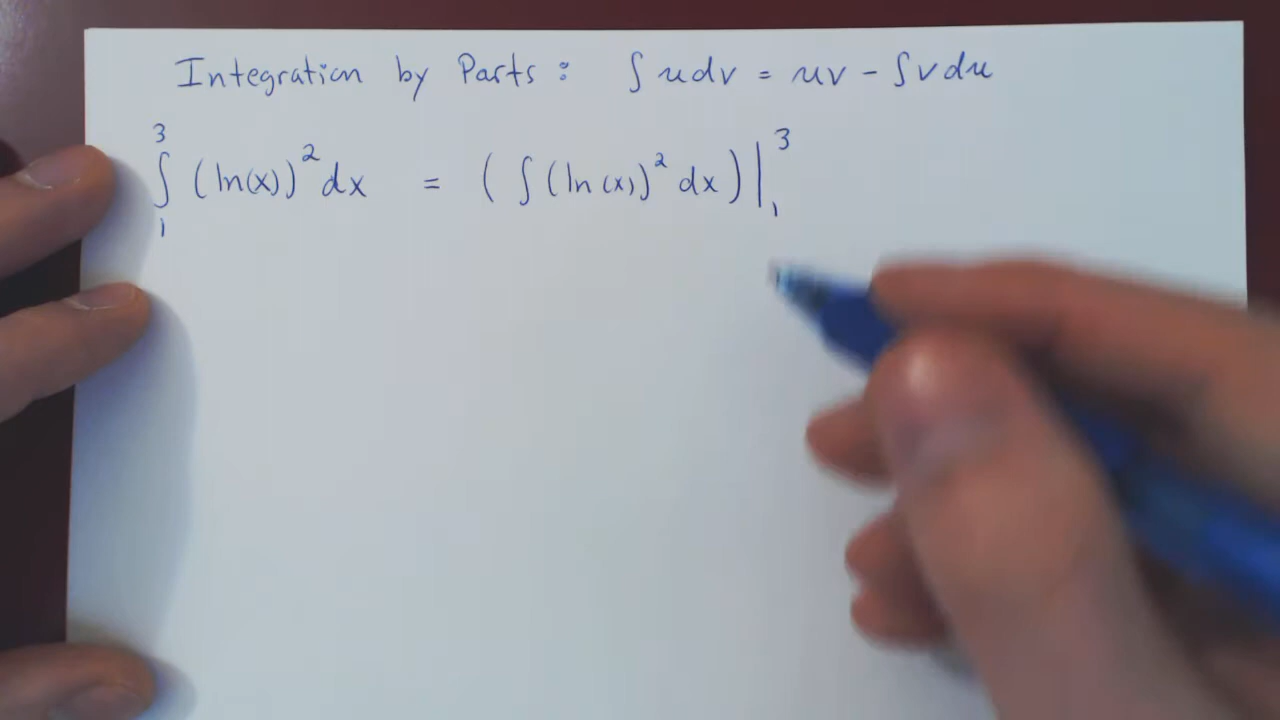 Integration by Parts : ∫ u dv = uv - ∫ v du
∫₁³ (ln(x))² dx = ( ∫ (ln(x))² dx ) |₁³